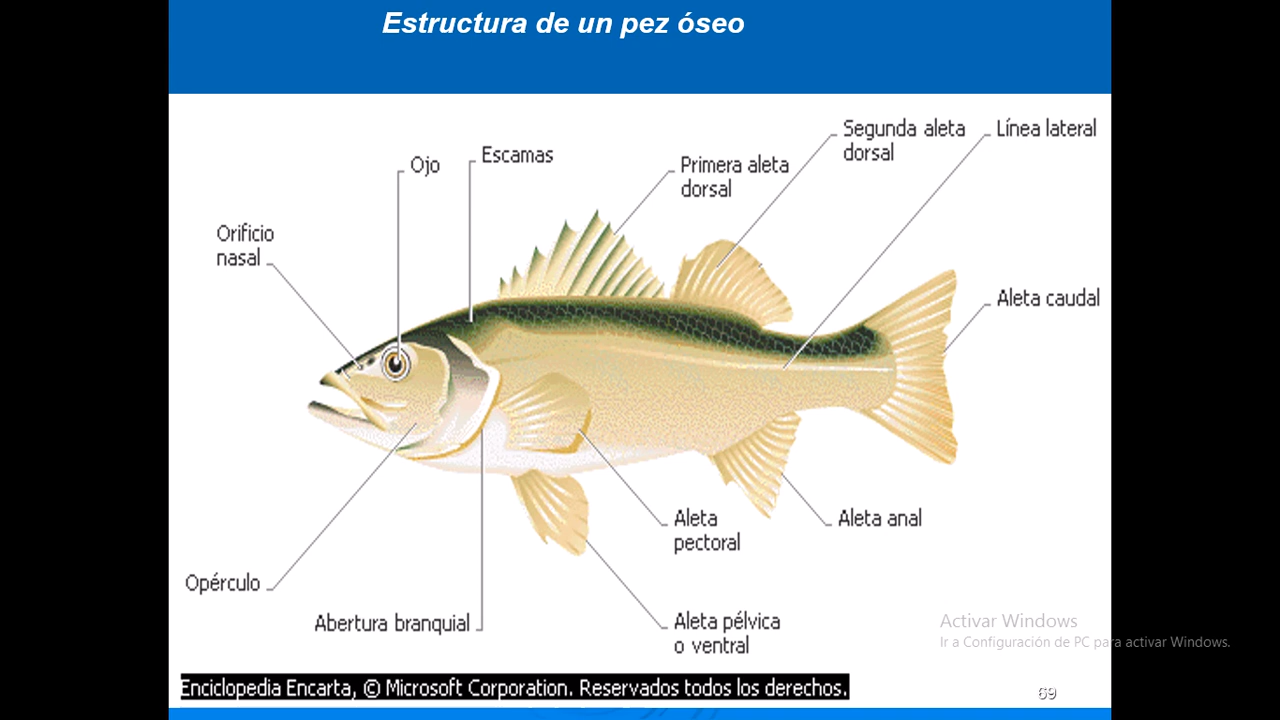 Estructura de un pez óseo
Segunda aleta
dorsal
Línea lateral
Ojo
Escamas
Primera aleta
dorsal
Orificio
nasal
Aleta caudal
Aleta
pectoral
Aleta anal
Opérculo
Abertura branquial
Aleta pélvica
o ventral
Activar Windows
Ir a Configuración de PC para activar Windows.
Enciclopedia Encarta, © Microsoft Corporation. Reservados todos los derechos.
69